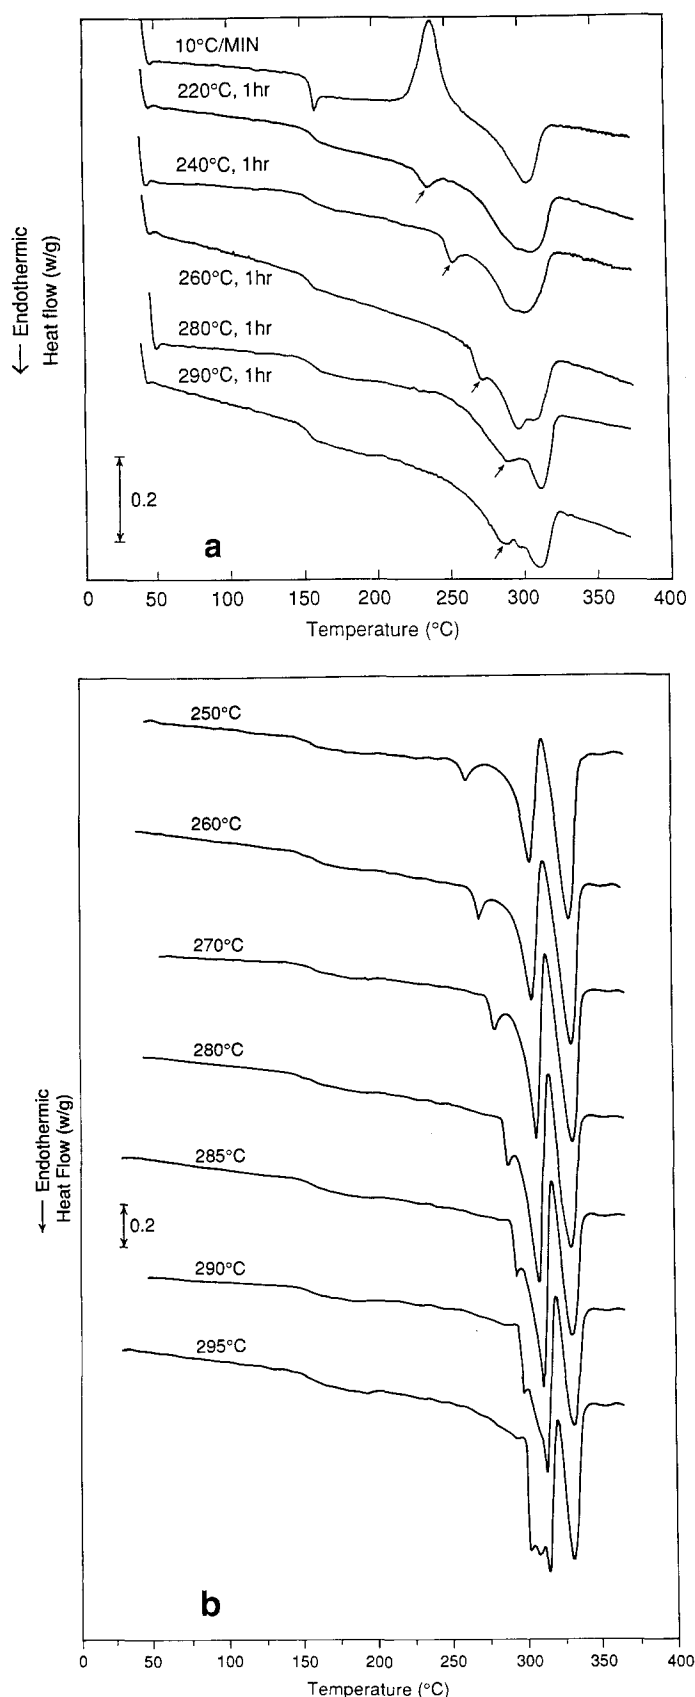 10°C/MIN
220°C, 1hr
240°C, 1hr
260°C, 1hr
280°C, 1hr
290°C, 1hr
← Endothermic
Heat flow (w/g)
0.2
a
0 50 100 150 200 250 300 350 400
Temperature (°C)
250°C
260°C
270°C
280°C
285°C
290°C
295°C
← Endothermic
Heat Flow (w/g)
0.2
b
0 50 100 150 200 250 300 350 400
Temperature (°C)